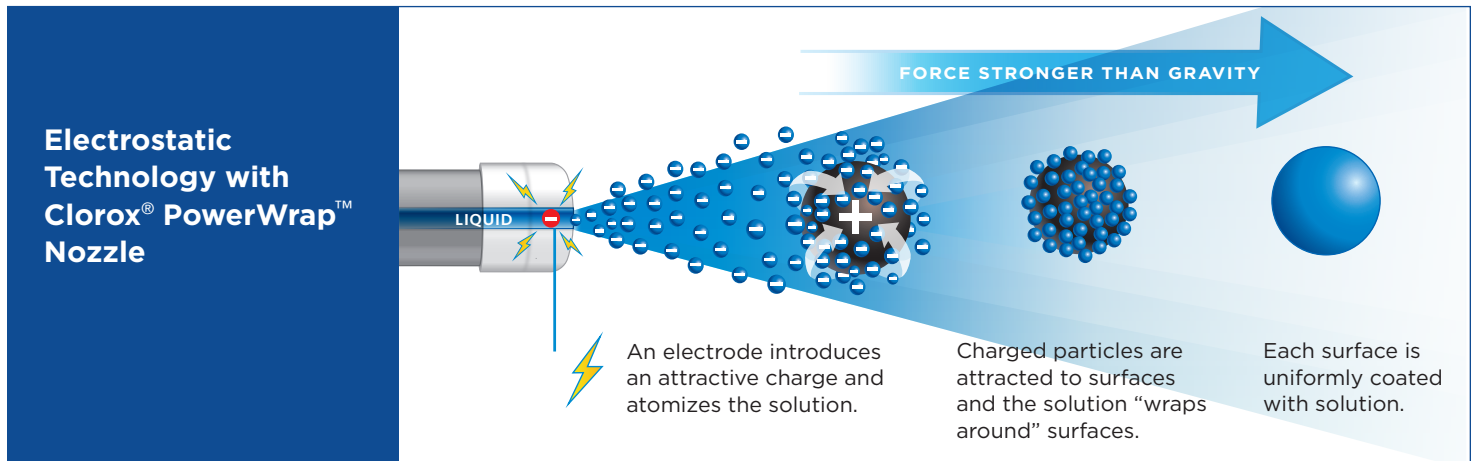 Electrostatic
Technology with
Clorox® PowerWrap™
Nozzle
FORCE STRONGER THAN GRAVITY
LIQUID
An electrode introduces
an attractive charge and
atomizes the solution.
Charged particles are
attracted to surfaces
and the solution “wraps
around” surfaces.
Each surface is
uniformly coated
with solution.